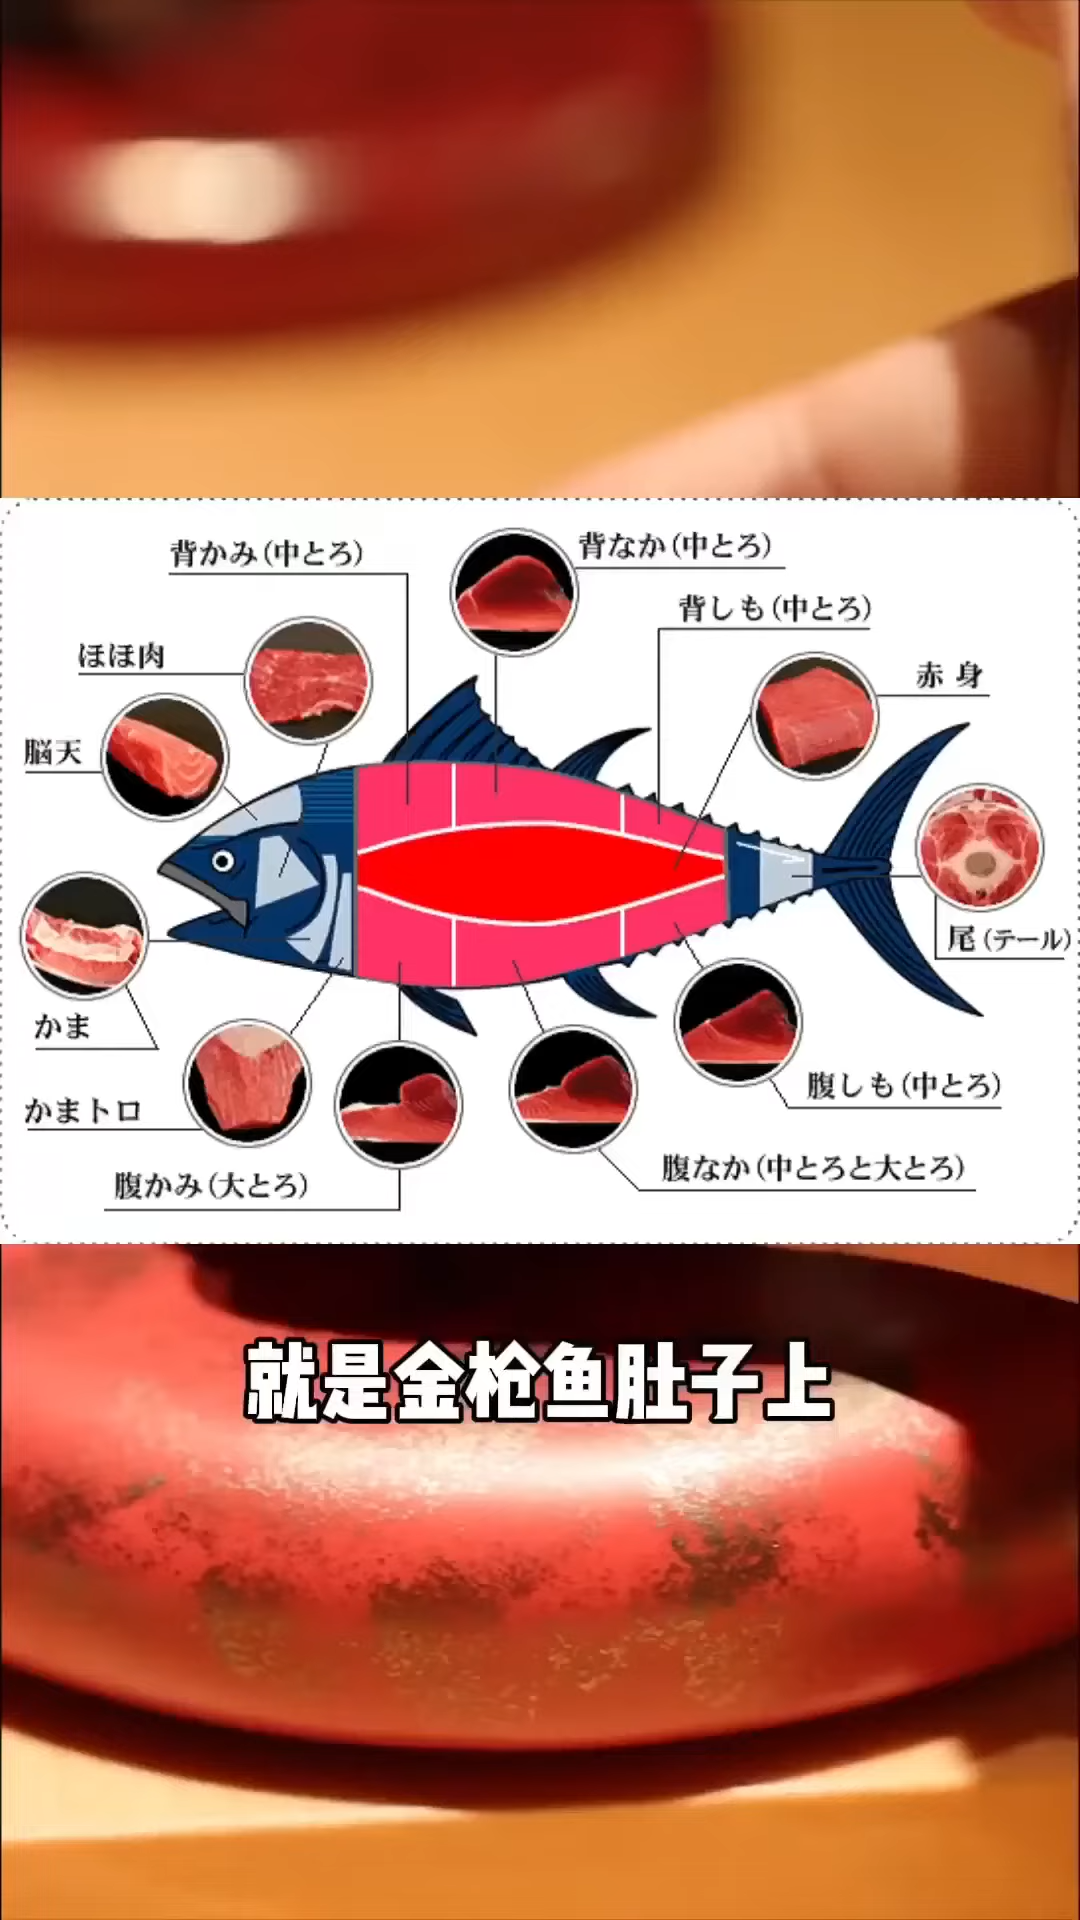 背かみ（中とろ）
背なか（中とろ）
背しも（中とろ）
ほほ肉
赤身
脳天
尾（テール）
かま
かまトロ
腹しも（中とろ）
腹かみ（大とろ）
腹なか（中とろと大とろ）
就是金枪鱼肚子上